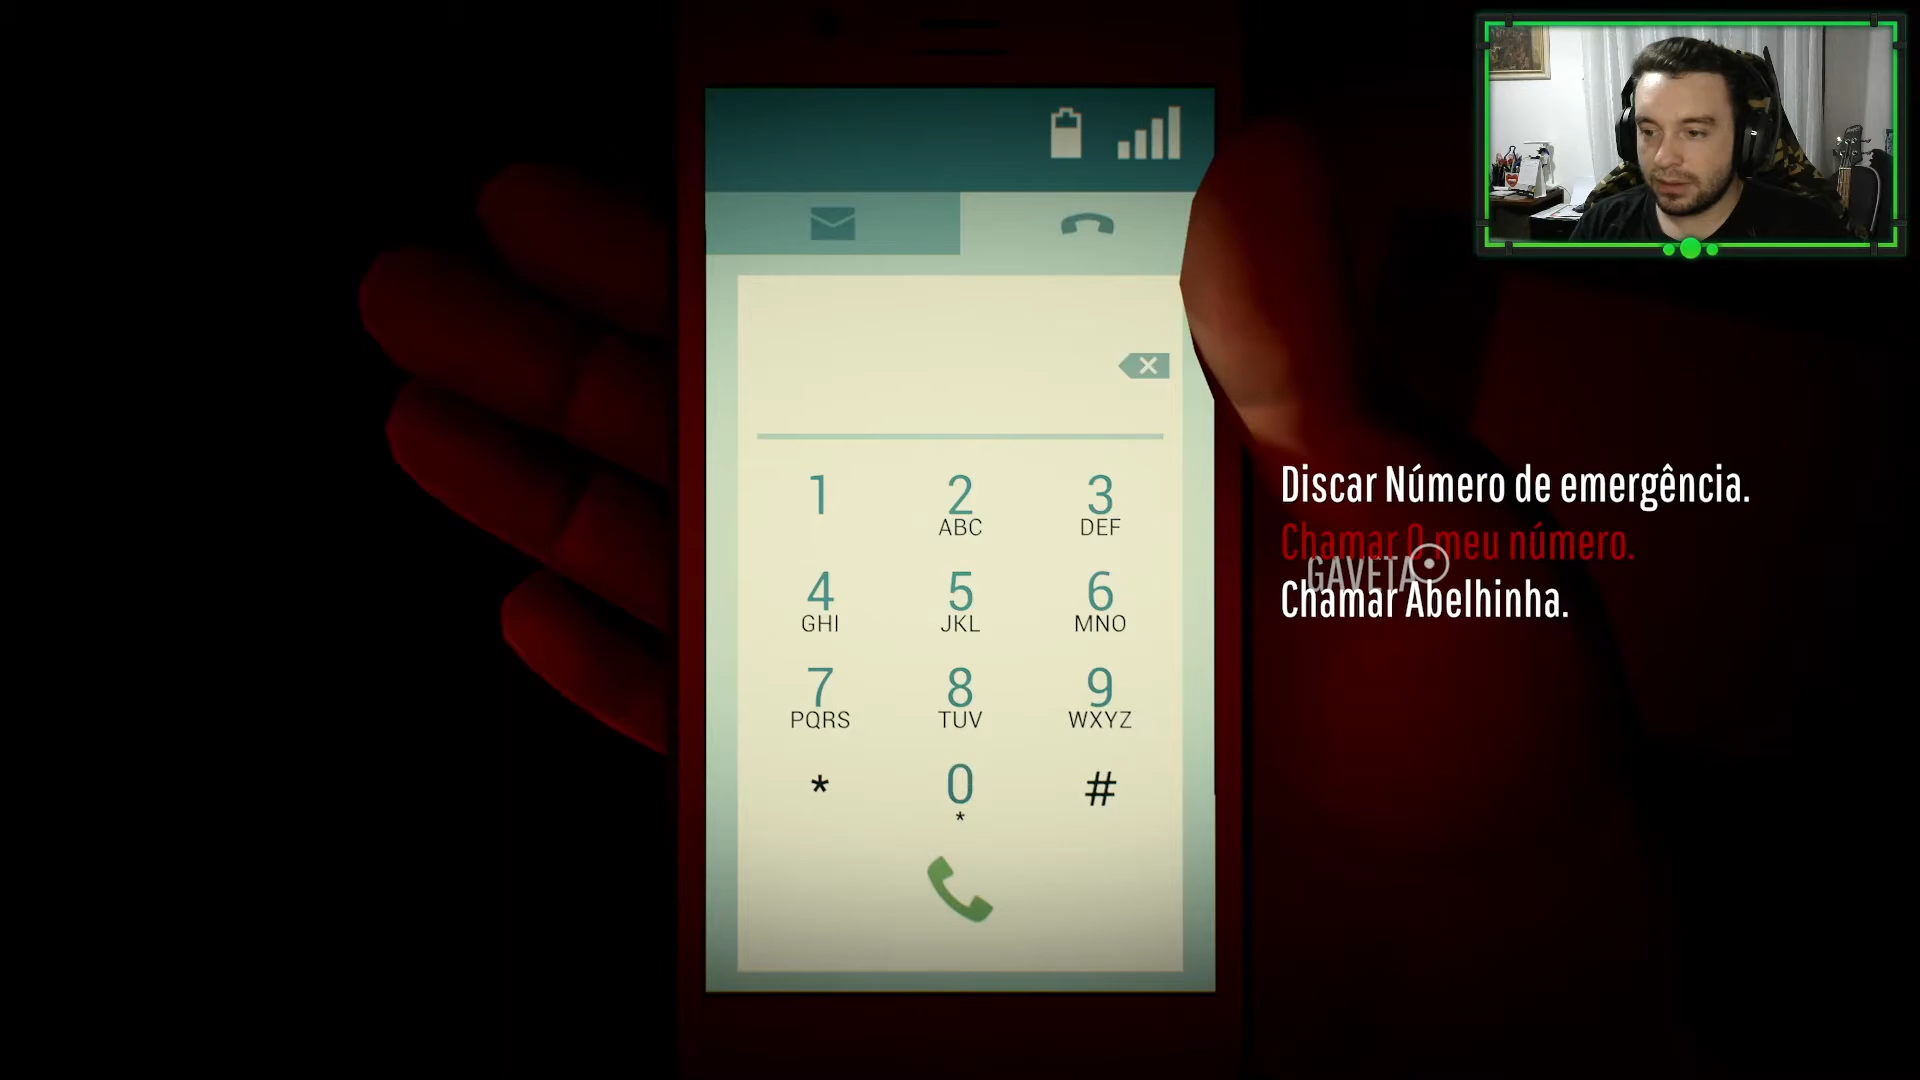 1
2
ABC
3
DEF
4
GHI
5
JKL
6
MNO
7
PQRS
8
TUV
9
WXYZ
*
0
*
#
Discar Número de emergência.
Chamar O meu número.
GAVETA
Chamar Abelhinha.